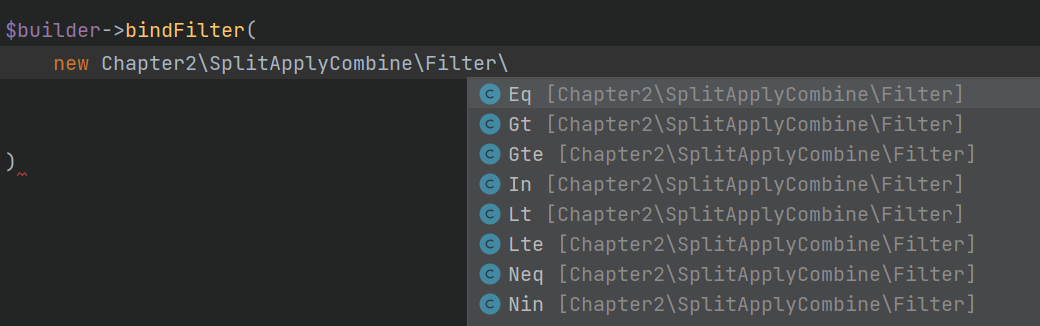 $builder->bindFilter(
new Chapter2\SplitApplyCombine\Filter\
C Eq [Chapter2\SplitApplyCombine\Filter]
C Gt [Chapter2\SplitApplyCombine\Filter]
C Gte [Chapter2\SplitApplyCombine\Filter]
C In [Chapter2\SplitApplyCombine\Filter]
C Lt [Chapter2\SplitApplyCombine\Filter]
C Lte [Chapter2\SplitApplyCombine\Filter]
C Neq [Chapter2\SplitApplyCombine\Filter]
C Nin [Chapter2\SplitApplyCombine\Filter]
)